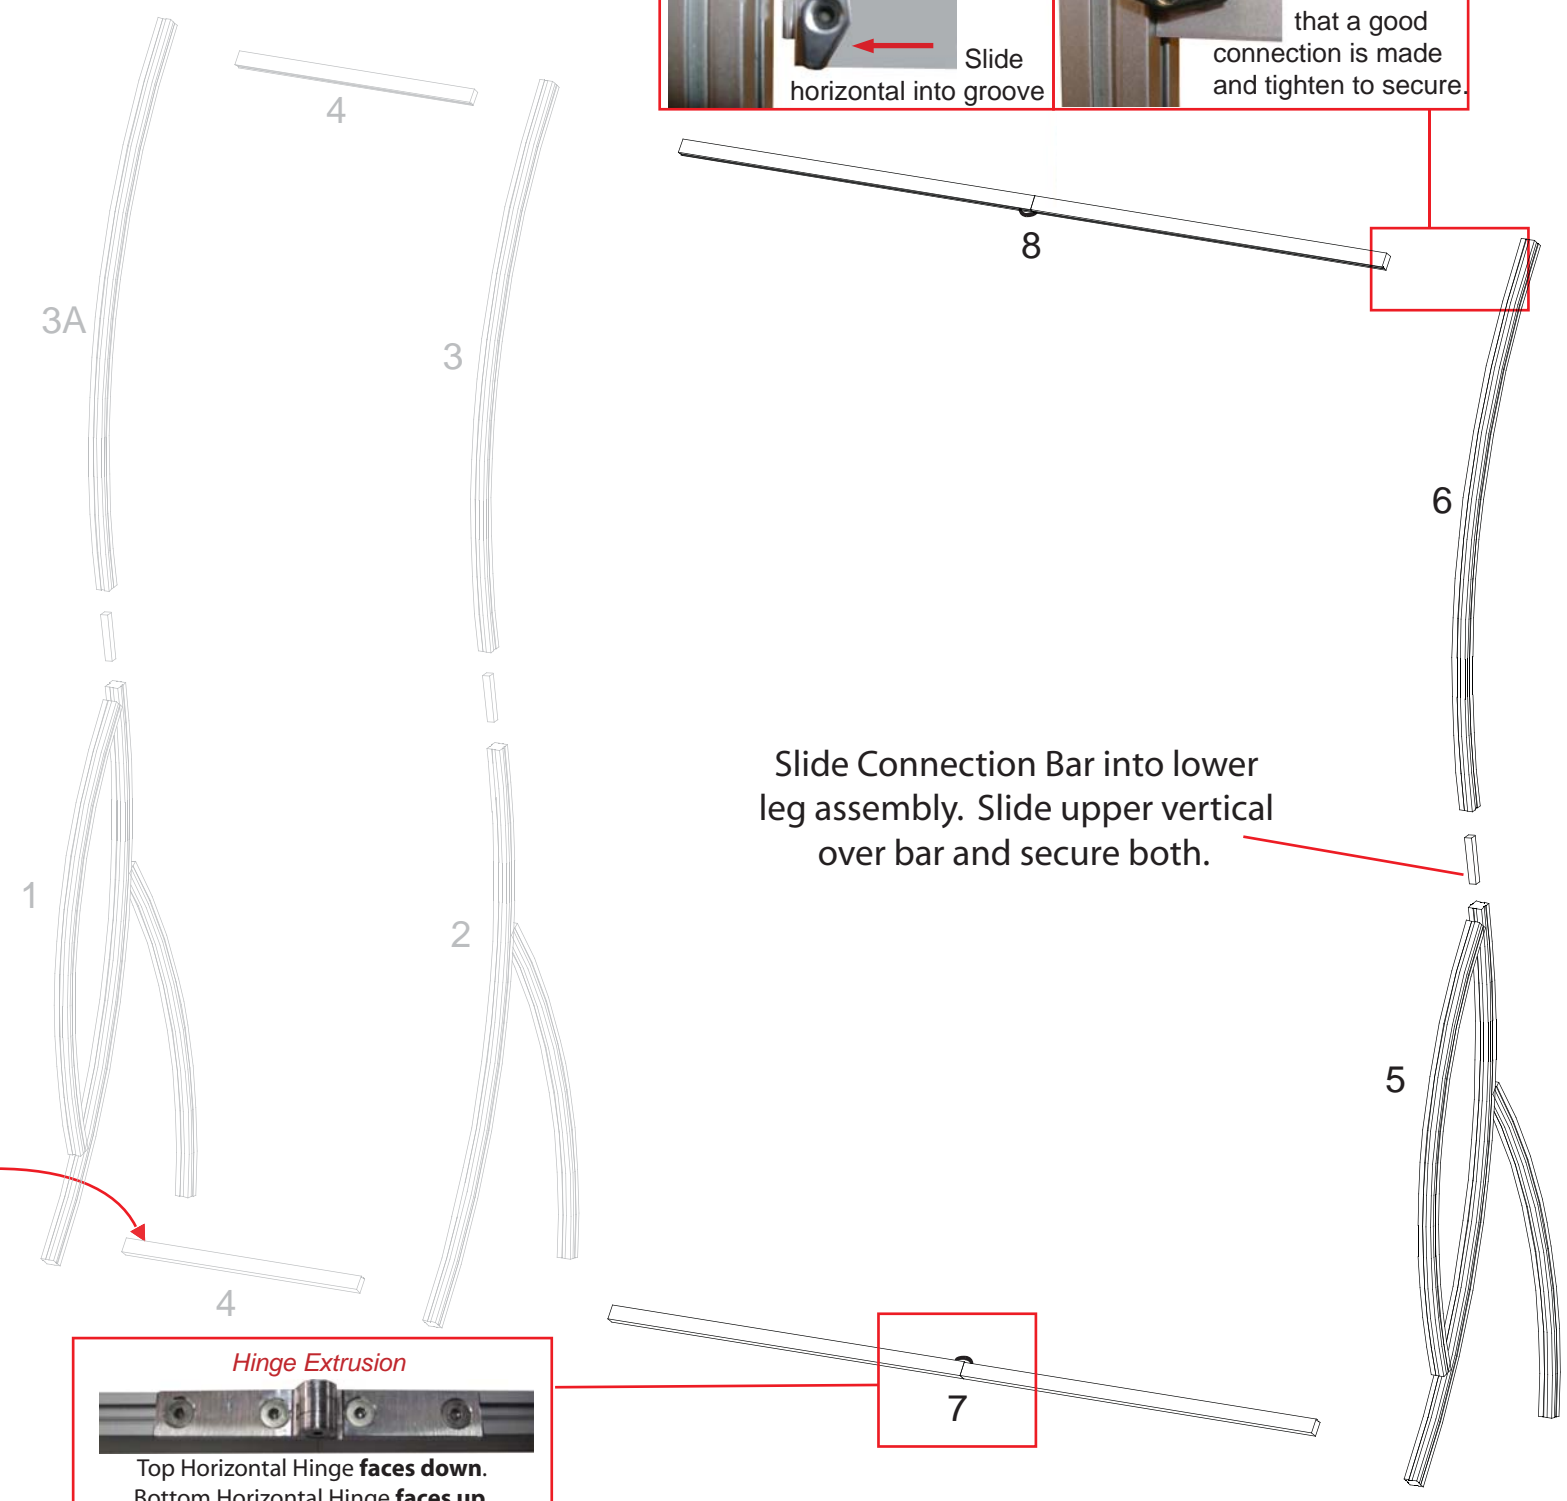 Slide
horizontal into groove
that a good
connection is made
and tighten to secure.
4
8
3A
3
6
Slide Connection Bar into lower
leg assembly. Slide upper vertical
over bar and secure both.
1
2
5
4
7
Hinge Extrusion
Top Horizontal Hinge faces down.
Bottom Horizontal Hinge faces up.